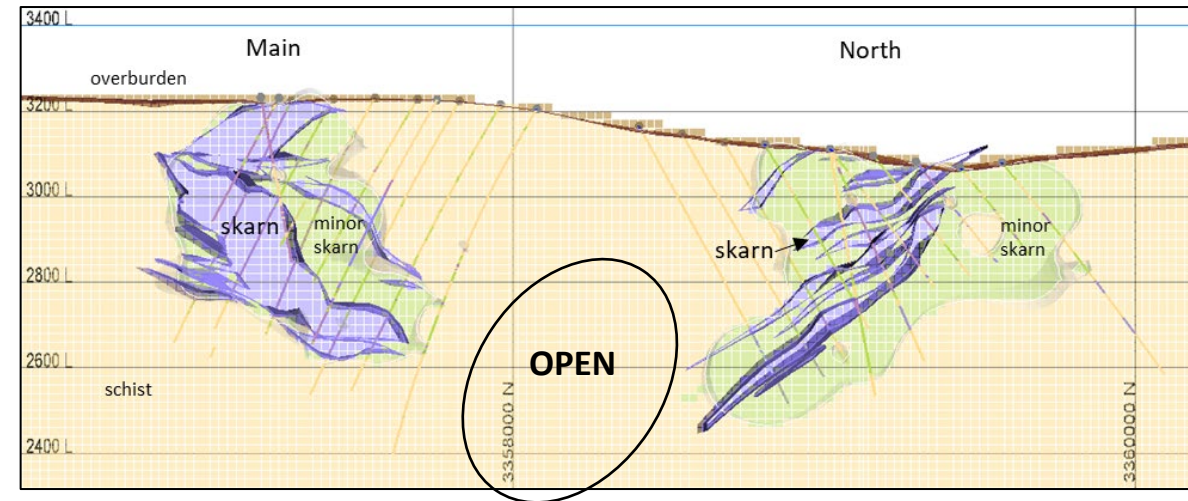 3400 L
Main
North
overburden
3200 L
3000 L
skarn
minor
skarn
minor
skarn
skarn
2800 L
OPEN
2600 L
schist
2400 L
3358000 N
3360000 N